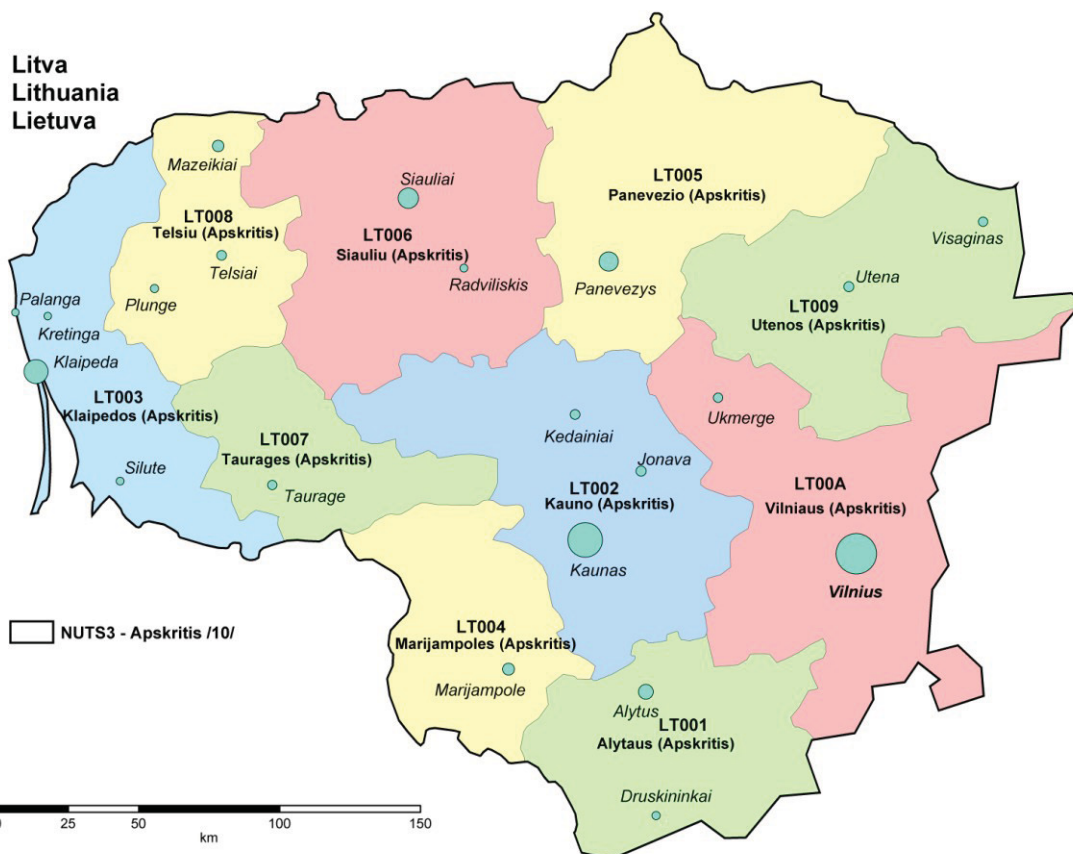 Litva
Lithuania
Lietuva
Mazeikiai
LT008
Telsiu (Apskritis)
Telsiai
Plunge
Siauliai
LT006
Siauliu (Apskritis)
Radviliskis
LT005
Panevezio (Apskritis)
Panevezys
Visaginas
Utena
LT009
Utenos (Apskritis)
Palanga
Kretinga
Klaipeda
LT003
Klaipedos (Apskritis)
Silute
LT007
Taurages (Apskritis)
Taurage
Kedainiai
Jonava
LT002
Kauno (Apskritis)
Kaunas
Ukmerge
LT00A
Vilniaus (Apskritis)
Vilnius
NUTS3 - Apskritis /10/
LT004
Marijampoles (Apskritis)
Marijampole
Alytus
LT001
Alytaus (Apskritis)
Druskininkai
25 50 100 150
km